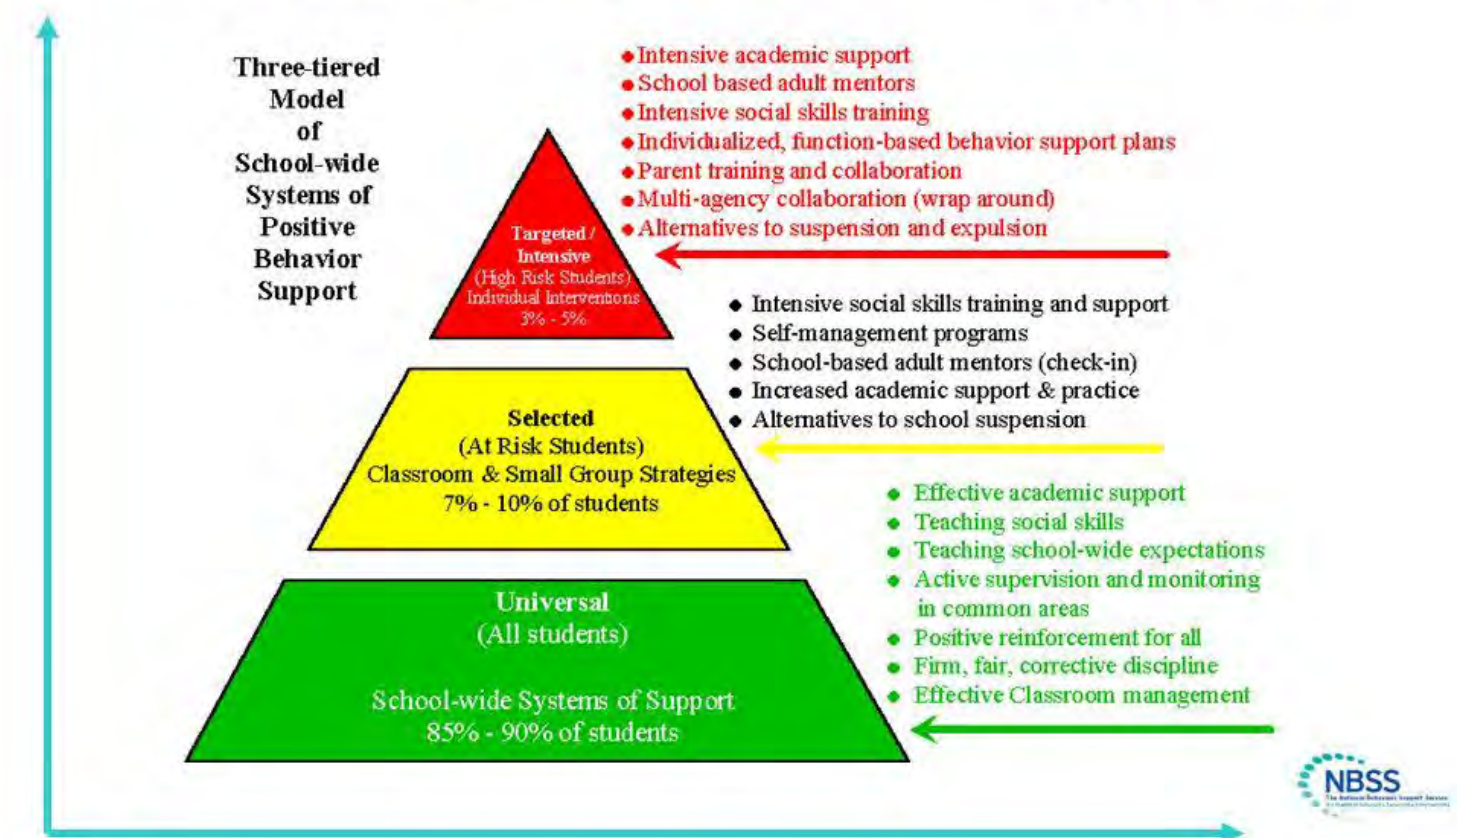 Three-tiered
Model
of
School-wide
Systems of
Positive
Behavior
Support
● Intensive academic support
● School based adult mentors
● Intensive social skills training
● Individualized, function-based behavior support plans
● Parent training and collaboration
● Multi-agency collaboration (wrap around)
● Alternatives to suspension and expulsion
Targeted /
Intensive
(High Risk Students)
Individual Interventions
3% - 5%
◆ Intensive social skills training and support
◆ Self-management programs
◆ School-based adult mentors (check-in)
● Increased academic support & practice
◆ Alternatives to school suspension
Selected
(At Risk Students)
Classroom & Small Group Strategies
7% - 10% of students
● Effective academic support
● Teaching social skills
● Teaching school-wide expectations
● Active supervision and monitoring
in common areas
● Positive reinforcement for all
● Firm, fair, corrective discipline
● Effective Classroom management
Universal
(All students)
School-wide Systems of Support
85% - 90% of students
NBSS
The National Behaviour Support Service